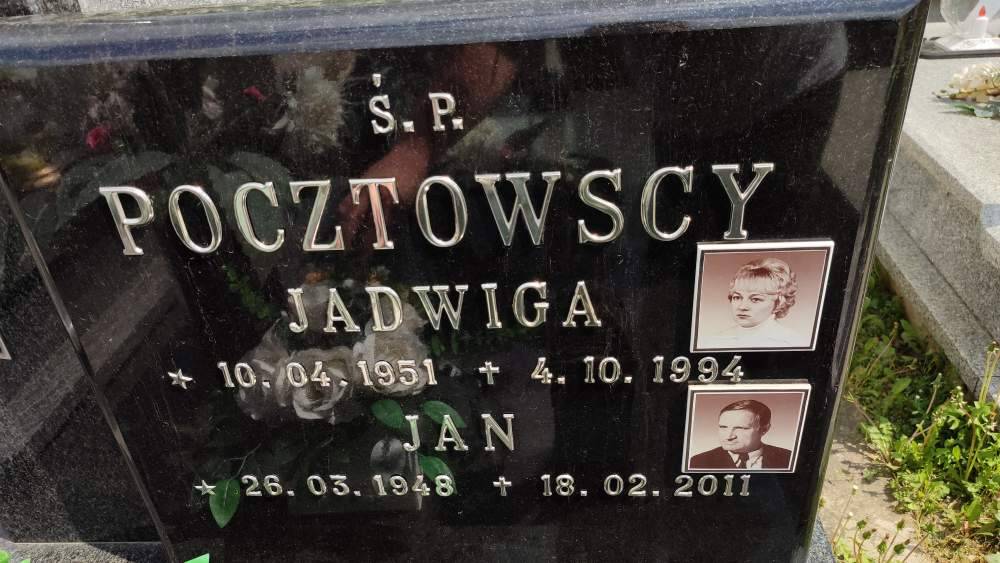 Ś. P.
POCZTOWSCY
JADWIGA
* 10. 04. 1951 ✝ 4. 10. 1994
JAN
* 26. 03. 1948 ✝ 18. 02. 2011